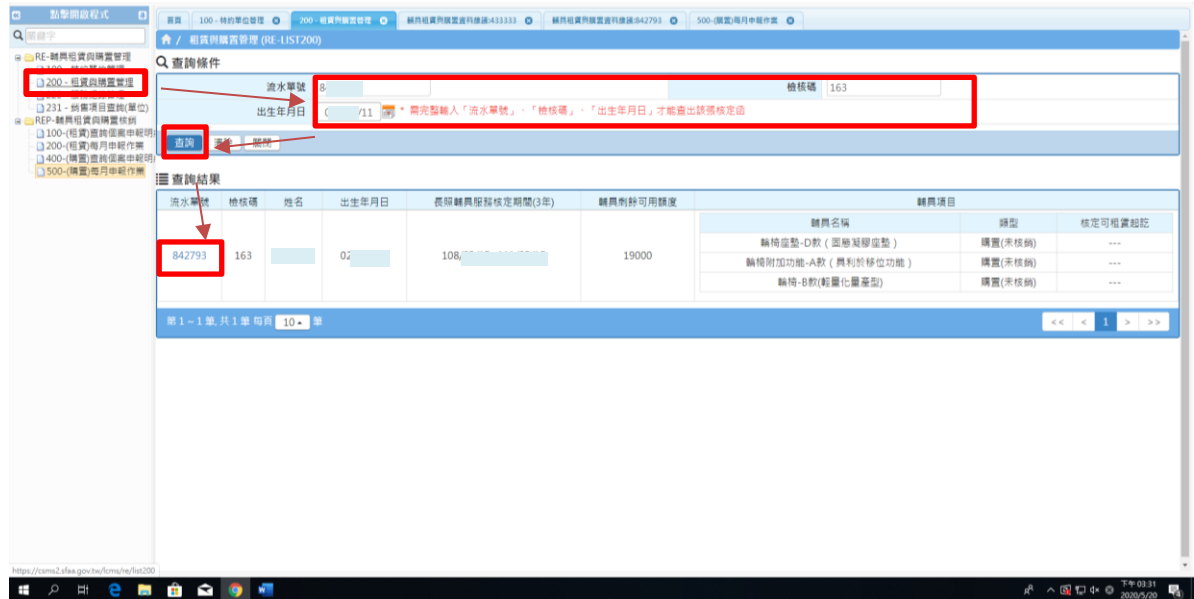 點擊開啟程式
首頁
100 - 特約單位管理
200 - 租賃與購置管理
輔具租賃與購置資料維護:433333
輔具租賃與購置資料維護:842793
500-(購置)每月申報作業
關鍵字
/ 租賃與購置管理 (RE-LIST200)
RE-輔具租賃與購置管理
200 - 租賃與購置管理
231 - 銷售項目查詢(單位)
REP-輔具租賃與購置核銷
100-(租賃)查詢個案申報明
200-(租賃)每月申報作業
400-(購置)查詢個案申報明
500-(購置)每月申報作業
查詢條件
流水單號 8
檢核碼 163
出生年月日 /11 * 需完整輸入「流水單號」、「檢核碼」、「出生年月日」才能查出該張核定函
查詢 關閉
查詢結果
流水單號 檢核碼 姓名 出生年月日 長照輔具服務核定期間(3年) 輔具剩餘可用額度 輔具項目
輔具名稱 類型 核定可租賃起訖
842793 163 02 108/ 19000
輪椅座墊-D款 ( 固態凝膠座墊 ) 購置(未核銷) ---
輪椅附加功能-A款 ( 具利於移位功能 ) 購置(未核銷) ---
輪椅-B款(輕量化量產型) 購置(未核銷) ---
第 1 ~ 1 筆, 共 1 筆 每頁 10 筆
<< < 1 > >>
https://csms2.sfaa.gov.tw/lcms/re/list200
下午 03:31
2020/5/20